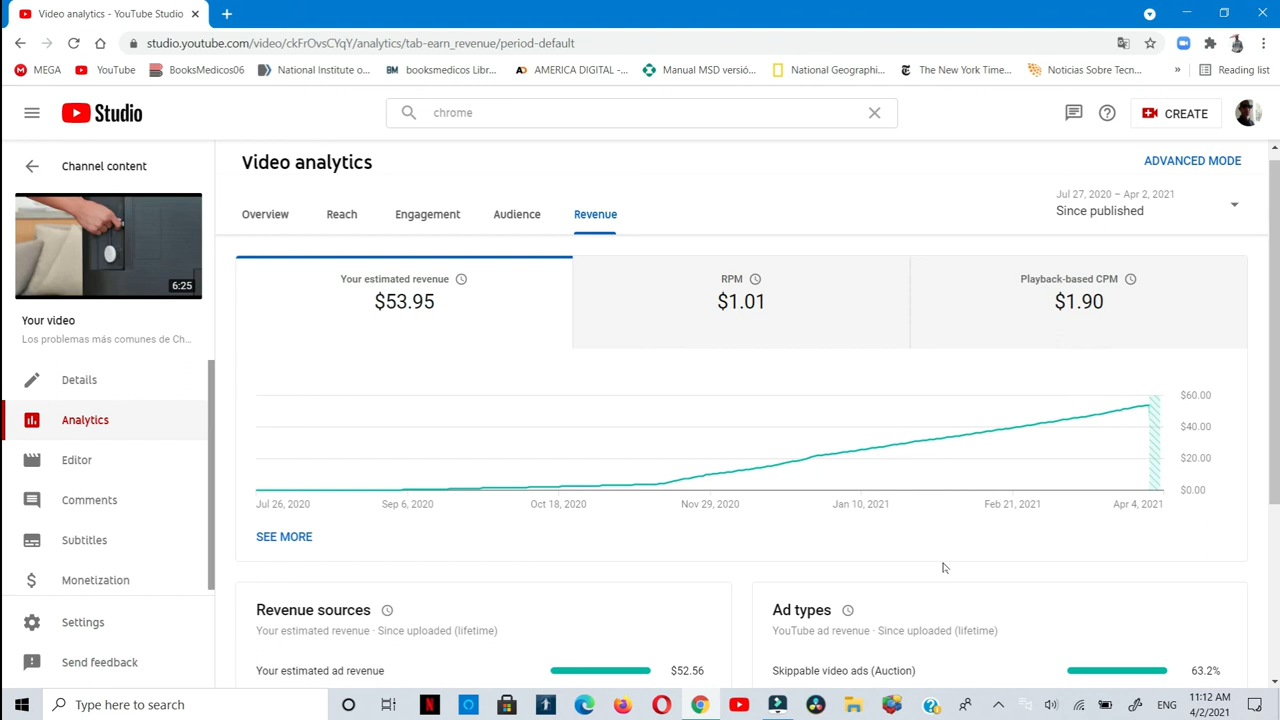 Video analytics - YouTube Studio
studio.youtube.com/video/ckFrOvsCYqY/analytics/tab-earn_revenue/period-default
MEGA YouTube BooksMedicos06 National Institute o... booksmedicos Libr... AMERICA DIGITAL -... Manual MSD versió... National Geographi... The New York Time... Noticias Sobre Tecn... » Reading list
Studio
chrome
CREATE
Channel content
6:25
Your video
Los problemas más comunes de Ch...
Details
Analytics
Editor
Comments
Subtitles
Monetization
Settings
Send feedback
Video analytics
ADVANCED MODE
Overview Reach Engagement Audience Revenue
Jul 27, 2020 – Apr 2, 2021
Since published
Your estimated revenue
$53.95
RPM
$1.01
Playback-based CPM
$1.90
$60.00
$40.00
$20.00
$0.00
Jul 26, 2020 Sep 6, 2020 Oct 18, 2020 Nov 29, 2020 Jan 10, 2021 Feb 21, 2021 Apr 4, 2021
SEE MORE
Revenue sources
Your estimated revenue · Since uploaded (lifetime)
Your estimated ad revenue $52.56
Ad types
YouTube ad revenue · Since uploaded (lifetime)
Skippable video ads (Auction) 63.2%
Type here to search
ENG
11:12 AM
4/2/2021